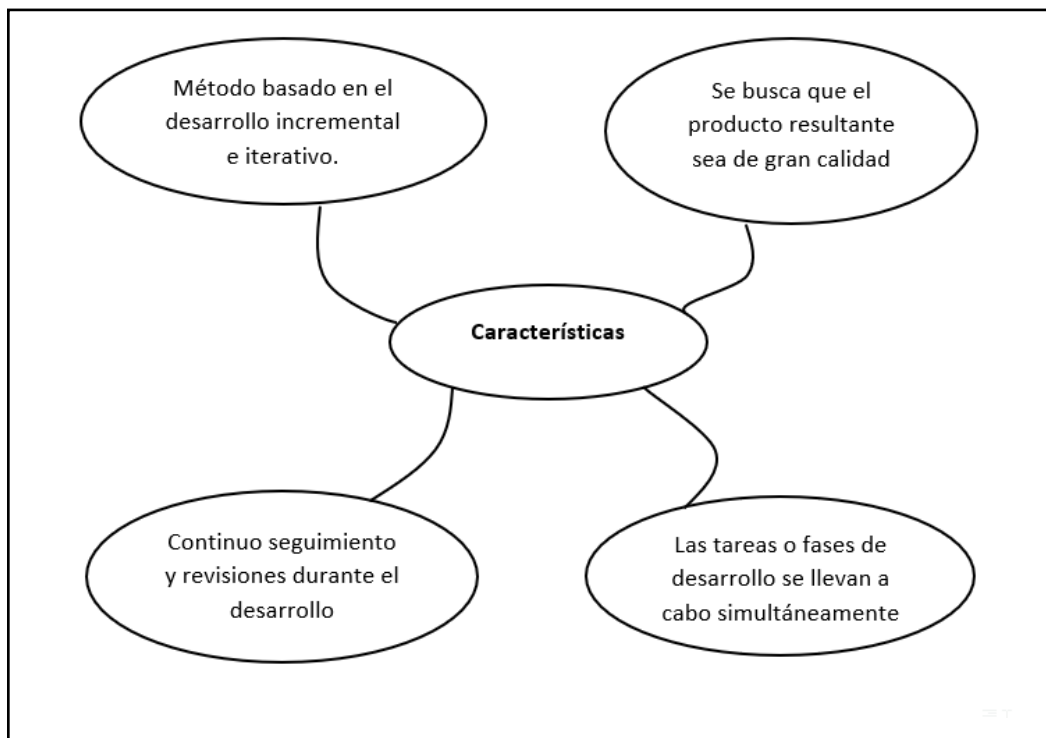 Método basado en el
desarrollo incremental
e iterativo.
Se busca que el
producto resultante
sea de gran calidad
Caracterísficas
Continuo seguimiento
y revisiones durante el
desarrollo
Las tareas o fases de
desarrollo se llevan a
cabo simultáneamente